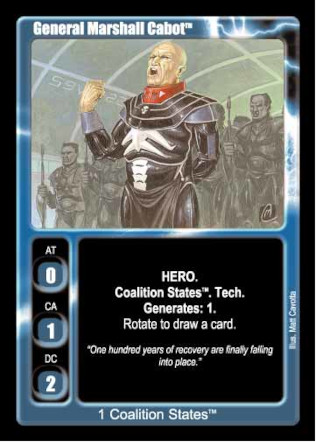 General Marshall Cabot™
AT
0
CA
1
DC
2
HERO.
Coalition States™. Tech.
Generates: 1.
Rotate to draw a card.
"One hundred years of recovery are finally falling
into place."
Illus. Matt Cavotta
1 Coalition States™